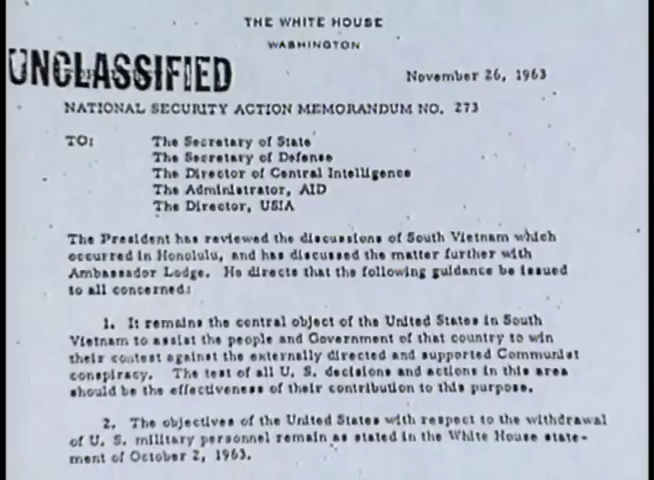 THE WHITE HOUSE
WASHINGTON
UNCLASSIFIED
November 26, 1963
NATIONAL SECURITY ACTION MEMORANDUM NO. 273
TO: The Secretary of State
The Secretary of Defense
The Director of Central Intelligence
The Administrator, AID
The Director, USIA
The President has reviewed the discussions of South Vietnam which
occurred in Honolulu, and has discussed the matter further with
Ambassador Lodge. He directs that the following guidance be issued
to all concerned:
1. It remains the central object of the United States in South
Vietnam to assist the people and Government of that country to win
their contest against the externally directed and supported Communist
conspiracy. The test of all U. S. decisions and actions in this area
should be the effectiveness of their contribution to this purpose.
2. The objectives of the United States with respect to the withdrawal
of U. S. military personnel remain as stated in the White House state-
ment of October 2, 1963.